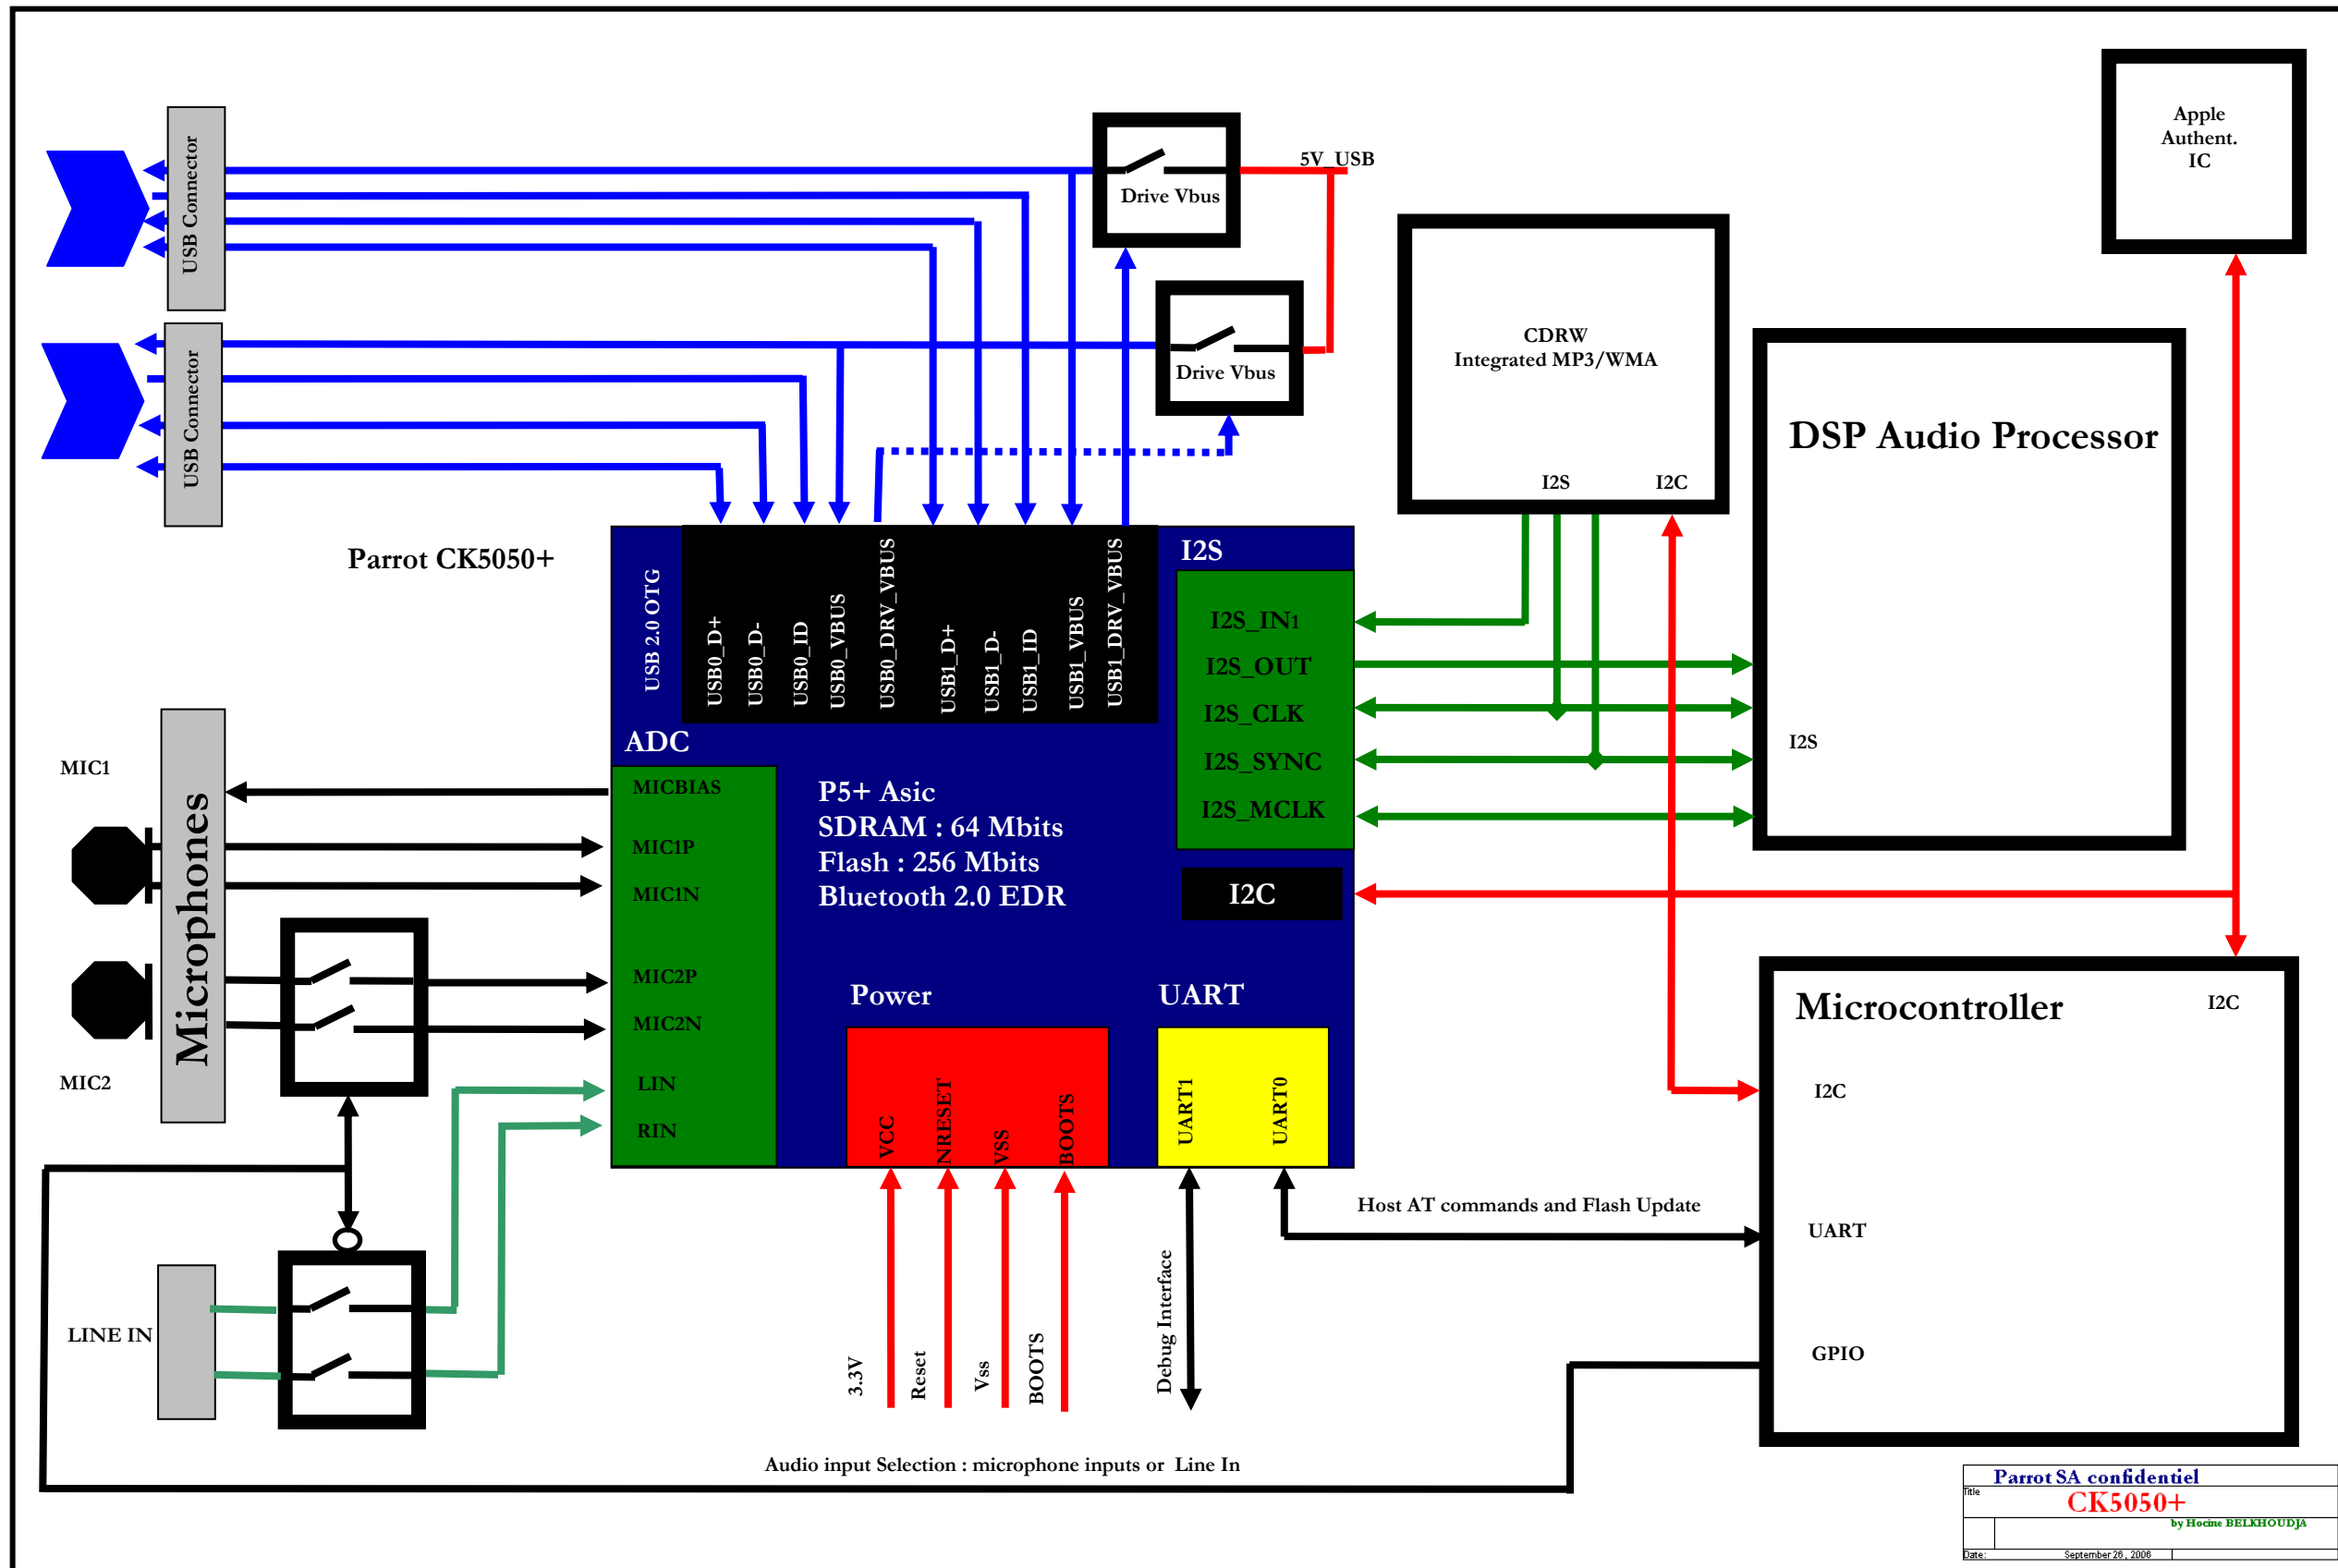 Apple
Authent.
IC
USB Connector
5V_USB
Drive Vbus
USB Connector
Drive Vbus
CDRW
Integrated MP3/WMA
I2S
I2C
DSP Audio Processor
I2S
Parrot CK5050+
USB 2.0 OTG
USB0_D+
USB0_D-
USB0_ID
USB0_VBUS
USB0_DRV_VBUS
USB1_D+
USB1_D-
USB1_ID
USB1_VBUS
USB1_DRV_VBUS
I2S
I2S_IN1
I2S_OUT
I2S_CLK
I2S_SYNC
I2S_MCLK
I2C
ADC
MICBIAS
MIC1P
MIC1N
MIC2P
MIC2N
LIN
RIN
P5+ Asic
SDRAM : 64 Mbits
Flash : 256 Mbits
Bluetooth 2.0 EDR
MIC1
Microphones
MIC2
LINE IN
Power
VCC
NRESET
VSS
BOOTS
UART
UART1
UART0
3.3V
Reset
Vss
BOOTS
Debug Interface
Host AT commands and Flash Update
Microcontroller
I2C
I2C
UART
GPIO
Audio input Selection : microphone inputs or Line In
Parrot SA confidentiel
Title
CK5050+
by Hocine BELKHOUDJA
Date:
September 26, 2006